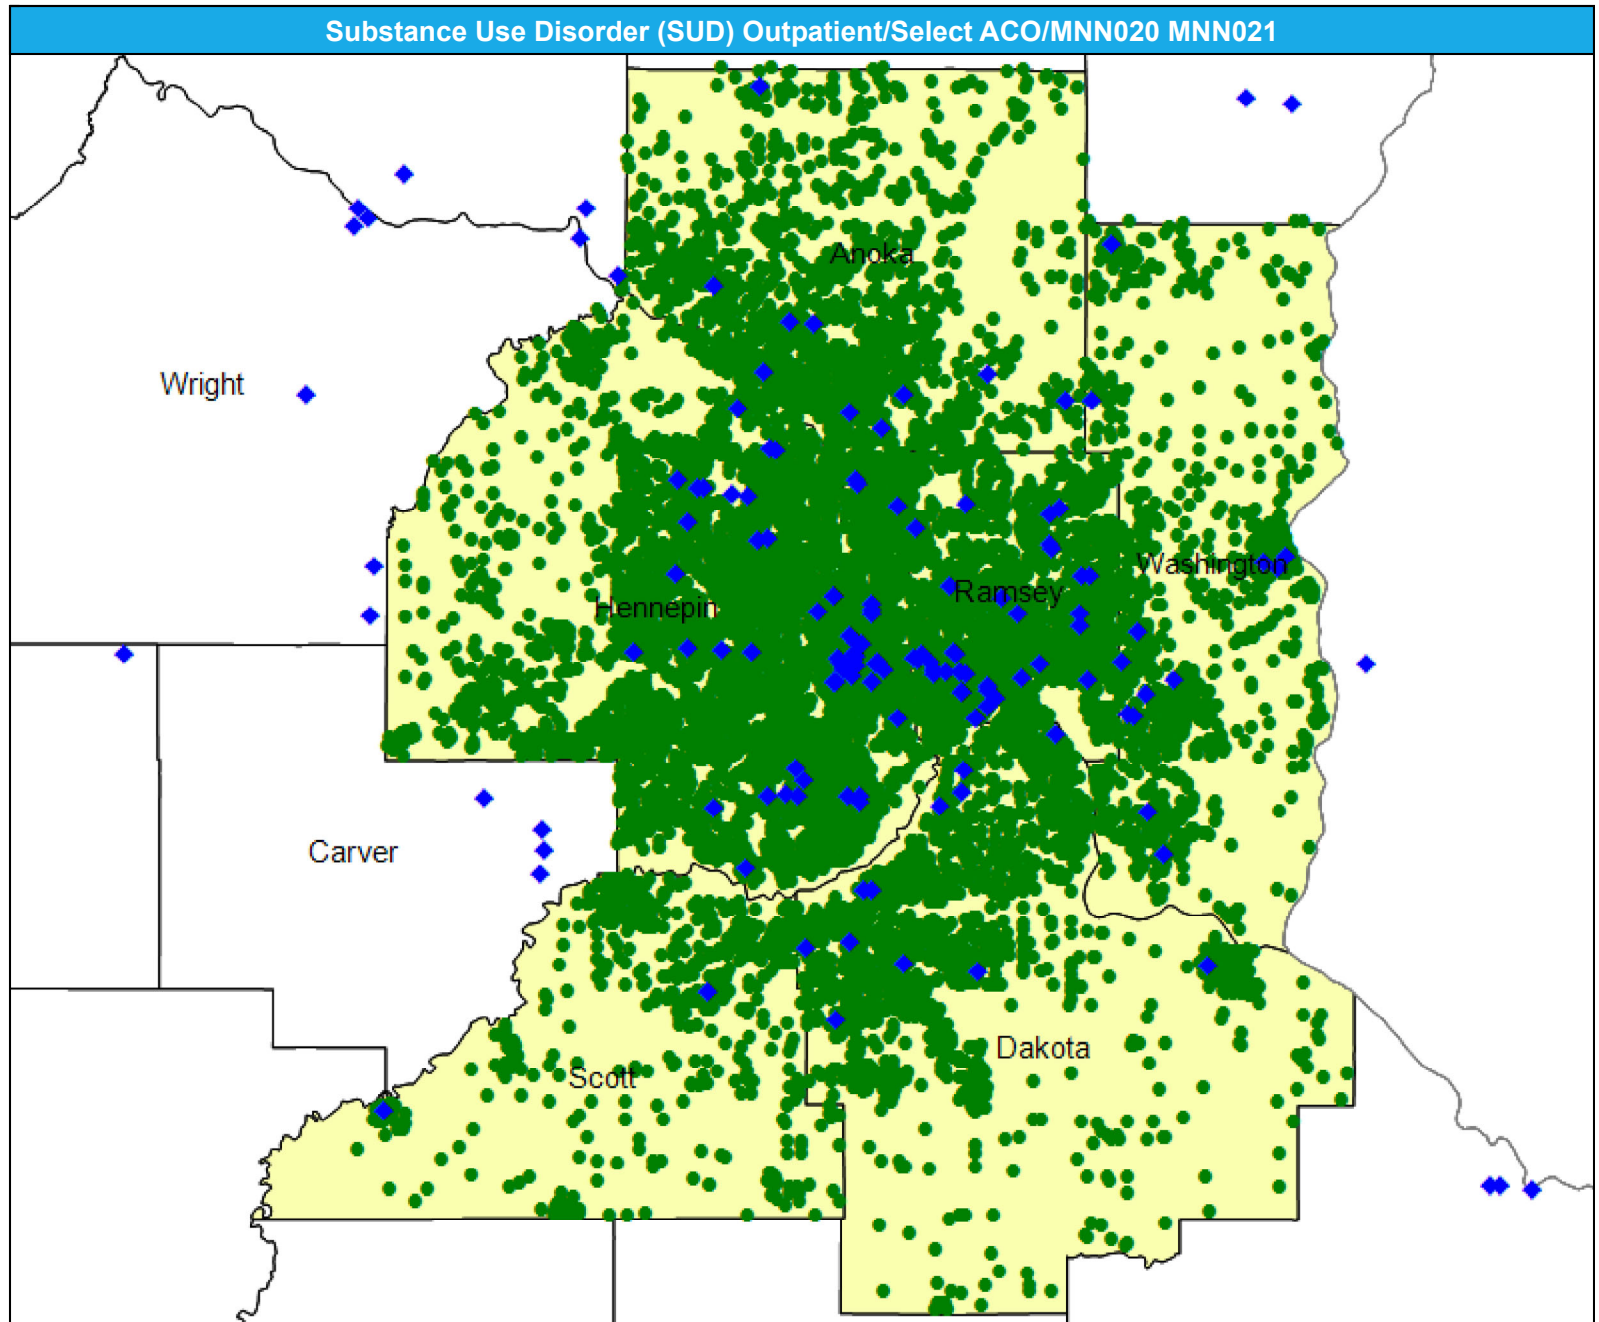 Substance Use Disorder (SUD) Outpatient/Select ACO/MNN020 MNN021
Anoka
Wright
Washington
Ramsey
Hennepin
Carver
Dakota
Scott